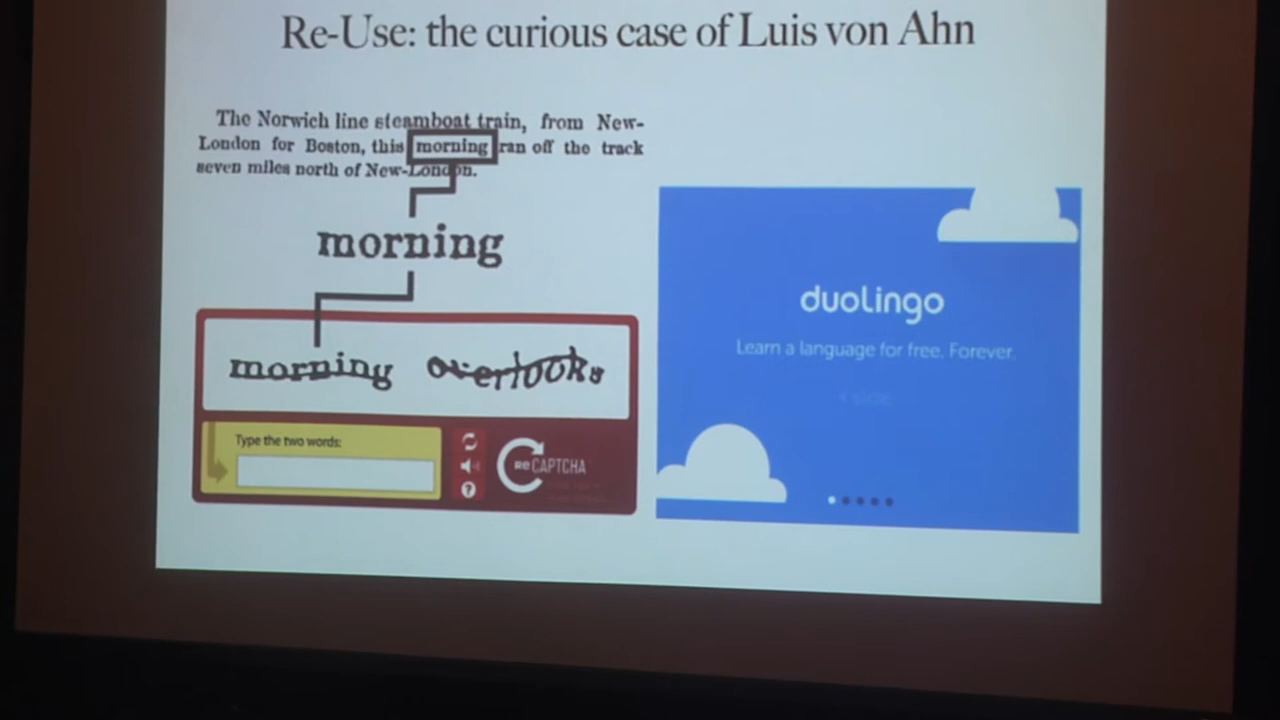 Re-Use: the curious case of Luis von Ahn
The Norwich line steamboat train, from New-
London for Boston, this morning ran off the track
seven miles north of New-London.
morning
morning overlooks
Type the two words:
reCAPTCHA
duolingo
Learn a language for free. Forever.